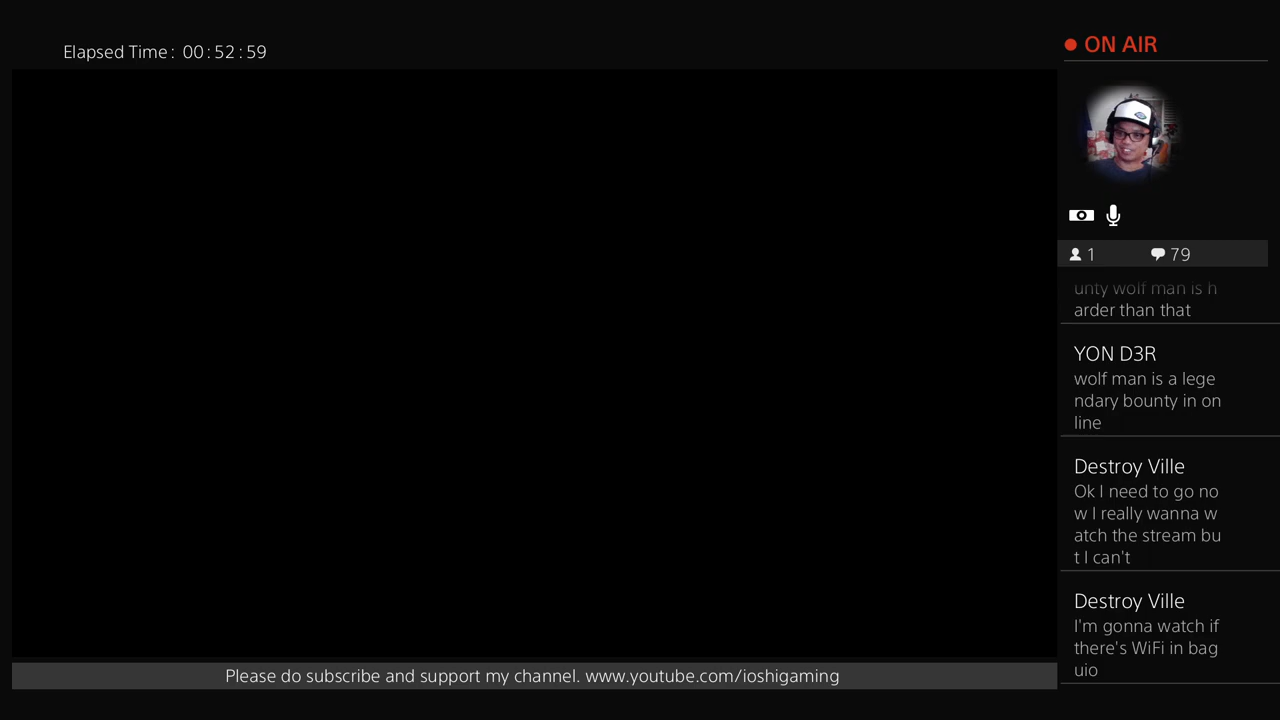 Elapsed Time: 00:52:59
ON AIR
1
79
unty wolf man is h
arder than that
YON D3R
wolf man is a lege
ndary bounty in on
line
Destroy Ville
Ok I need to go no
w I really wanna w
atch the stream bu
t I can't
Destroy Ville
I'm gonna watch if
there's WiFi in bag
uio
Please do subscribe and support my channel. www.youtube.com/ioshigaming